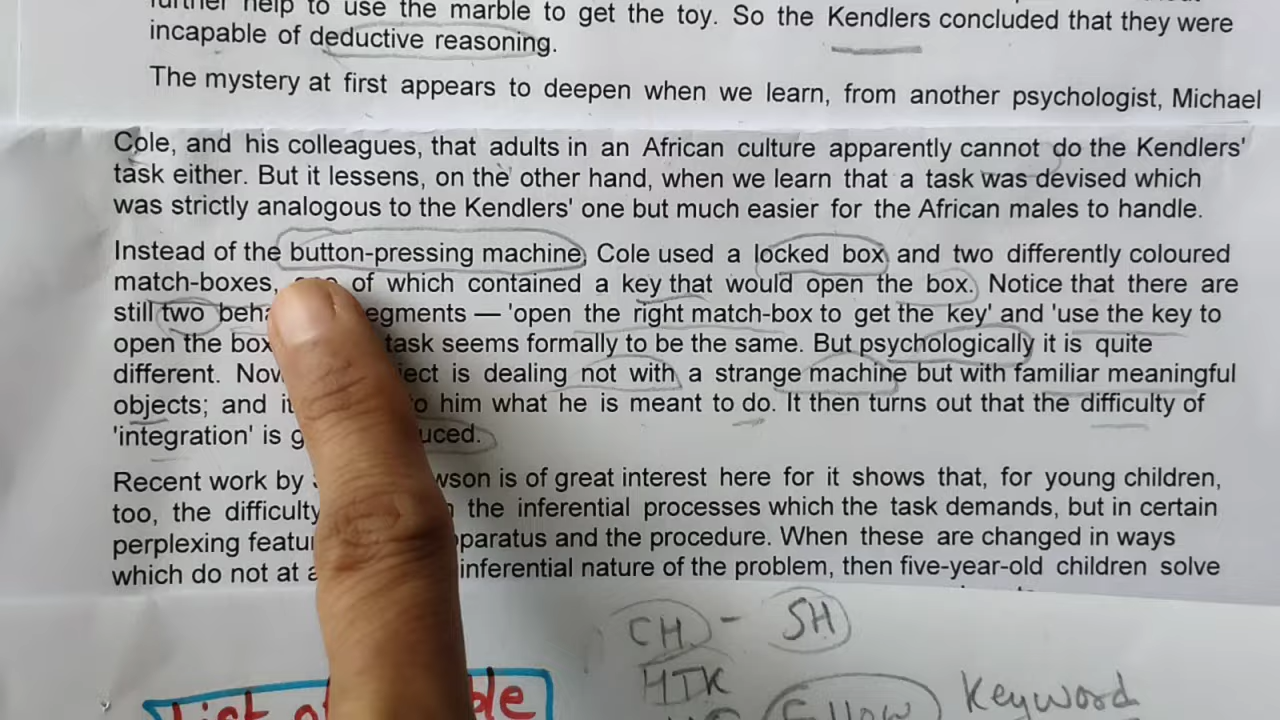 further help to use the marble to get the toy. So the Kendlers concluded that they were
incapable of deductive reasoning.
The mystery at first appears to deepen when we learn, from another psychologist, Michael
Cole, and his colleagues, that adults in an African culture apparently cannot do the Kendlers'
task either. But it lessens, on the other hand, when we learn that a task was devised which
was strictly analogous to the Kendlers' one but much easier for the African males to handle.
Instead of the button-pressing machine, Cole used a locked box and two differently coloured
match-boxes, one of which contained a key that would open the box. Notice that there are
still two egments — 'open the right match-box to get the key' and 'use the key to
open the box task seems formally to be the same. But psychologically it is quite
different. Now ject is dealing not with a strange machine but with familiar meaningful
objects; and it to him what he is meant to do. It then turns out that the difficulty of
'integration' is uced.
Recent work by wson is of great interest here for it shows that, for young children,
too, the difficulty the inferential processes which the task demands, but in certain
perplexing paratus and the procedure. When these are changed in ways
which do not at inferential nature of the problem, then five-year-old children solve
CH - SH
HTK
Follow Keyword
List of